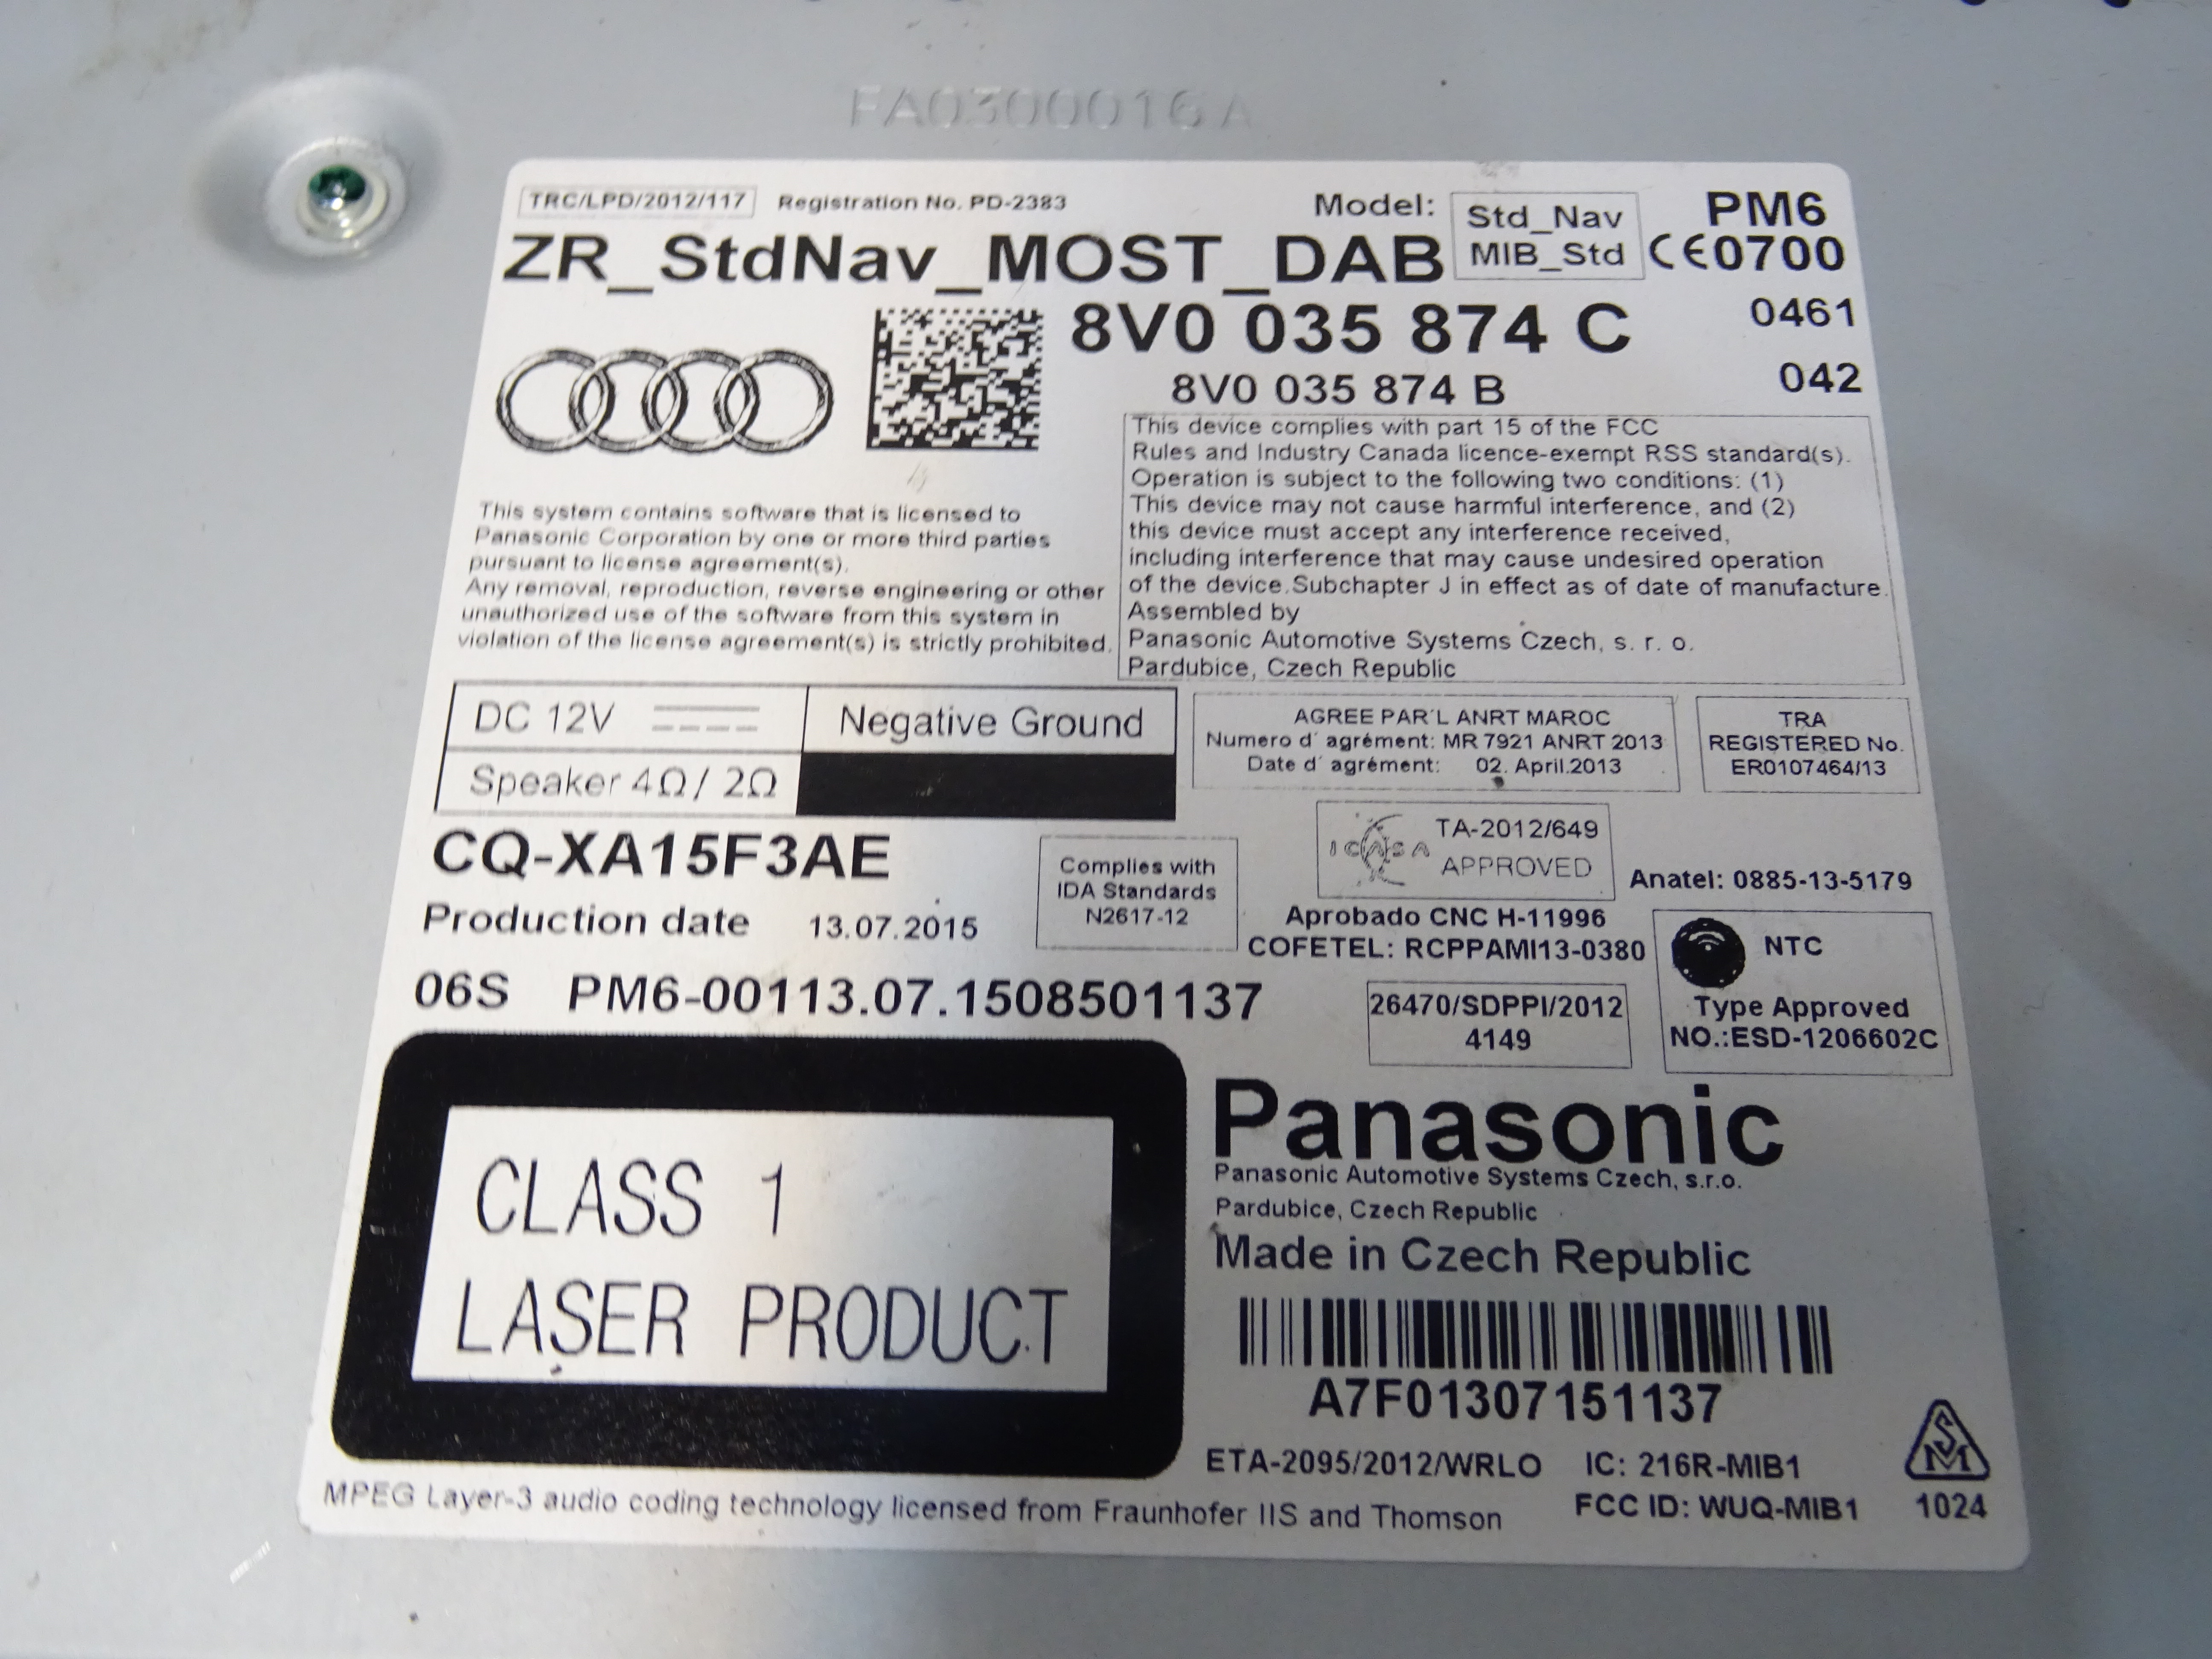 FA0300016A
TRC/LPD/2012/117
Registration No. PD-2383
Model:
Std_Nav
MIB_Std
PM6
CE0700
ZR_StdNav_MOST_DAB
8V0 035 874 C
0461
8V0 035 874 B
042
This device complies with part 15 of the FCC
Rules and Industry Canada licence-exempt RSS standard(s).
Operation is subject to the following two conditions: (1)
This device may not cause harmful interference, and (2)
this device must accept any interference received,
including interference that may cause undesired operation
of the device.Subchapter J in effect as of date of manufacture.
Assembled by
Panasonic Automotive Systems Czech, s. r. o.
Pardubice, Czech Republic
This system contains software that is licensed to
Panasonic Corporation by one or more third parties
pursuant to license agreement(s).
Any removal, reproduction, reverse engineering or other
unauthorized use of the software from this system in
violation of the license agreement(s) is strictly prohibited.
DC 12V
Negative Ground
Speaker 4Ω / 2Ω
AGREE PAR'L ANRT MAROC
Numero d' agrément: MR 7921 ANRT 2013
Date d' agrément: 02. April.2013
TRA
REGISTERED No.
ER0107464/13
CQ-XA15F3AE
Complies with
IDA Standards
N2617-12
ICASA
TA-2012/649
APPROVED
Anatel: 0885-13-5179
Production date 13.07.2015
Aprobado CNC H-11996
COFETEL: RCPPAMI13-0380
NTC
Type Approved
NO.:ESD-1206602C
06S PM6-00113.07.1508501137
26470/SDPPI/2012
4149
CLASS 1
LASER PRODUCT
Panasonic
Panasonic Automotive Systems Czech, s.r.o.
Pardubice, Czech Republic
Made in Czech Republic
A7F01307151137
ETA-2095/2012/WRLO
IC: 216R-MIB1
FCC ID: WUQ-MIB1
SM
1024
MPEG Layer-3 audio coding technology licensed from Fraunhofer IIS and Thomson